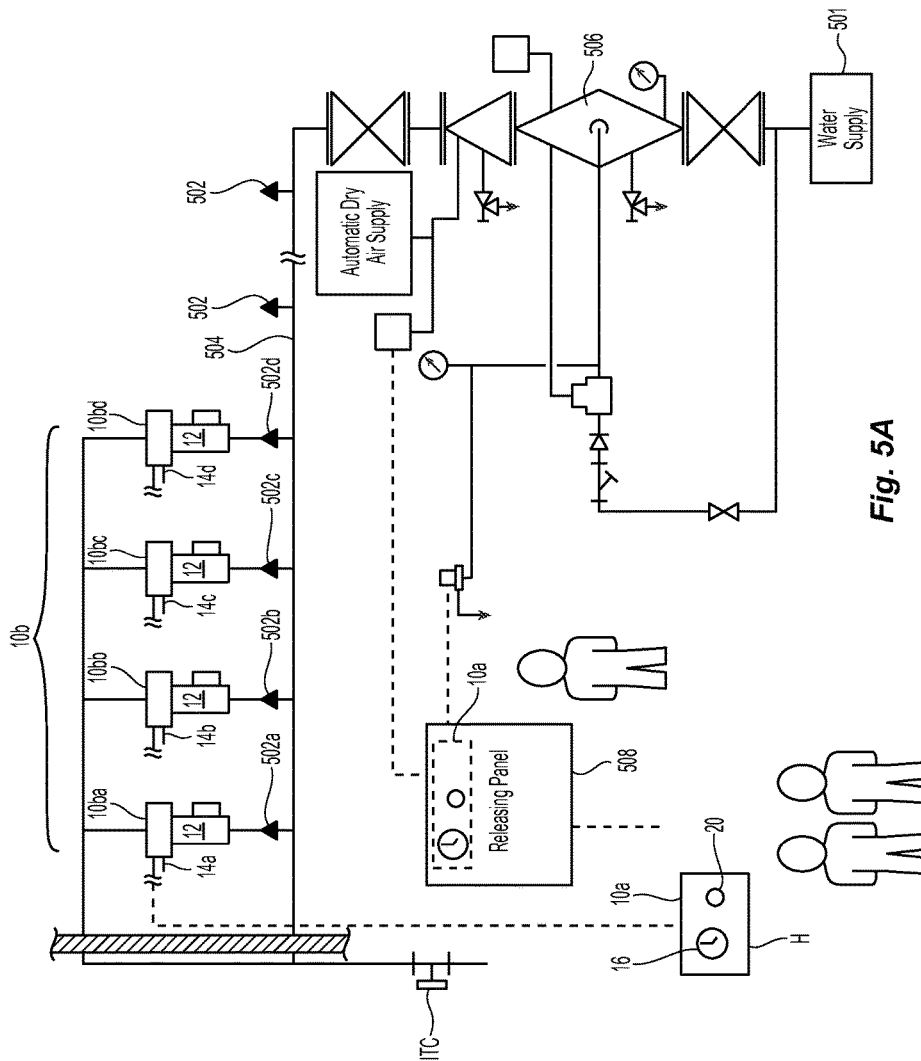 10b
10ba
10bb
10bc
10bd
12
12
12
12
14a
14b
14c
14d
502a
502b
502c
502d
504
502
502
Automatic Dry
Air Supply
506
501
Water
Supply
ITC
10a
Releasing Panel
508
16
10a
20
H
Fig. 5A